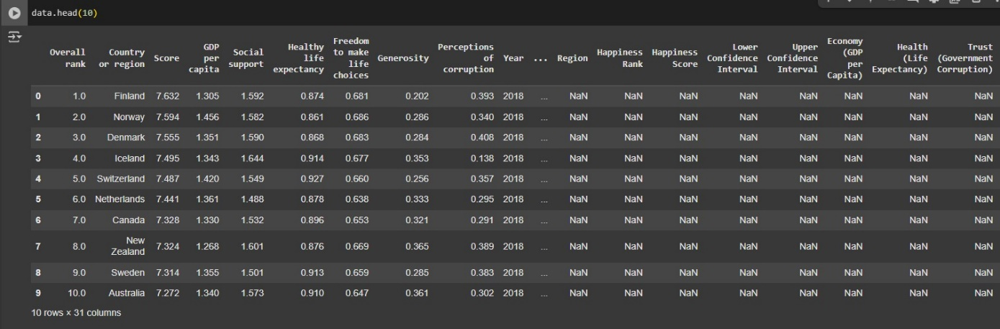 data.head(10)
Overall rank Country or region Score GDP per capita Social support Healthy life expectancy Freedom to make life choices Generosity Perceptions of corruption Year ... Region Happiness Rank Happiness Score Lower Confidence Interval Upper Confidence Interval Economy (GDP per Capita) Health (Life Expectancy) Trust (Government Corruption)
0 1.0 Finland 7.632 1.305 1.592 0.874 0.681 0.202 0.393 2018 ... NaN NaN NaN NaN NaN NaN NaN NaN
1 2.0 Norway 7.594 1.456 1.582 0.861 0.686 0.286 0.340 2018 ... NaN NaN NaN NaN NaN NaN NaN NaN
2 3.0 Denmark 7.555 1.351 1.590 0.868 0.683 0.284 0.408 2018 ... NaN NaN NaN NaN NaN NaN NaN NaN
3 4.0 Iceland 7.495 1.343 1.644 0.914 0.677 0.353 0.138 2018 ... NaN NaN NaN NaN NaN NaN NaN NaN
4 5.0 Switzerland 7.487 1.420 1.549 0.927 0.660 0.256 0.357 2018 ... NaN NaN NaN NaN NaN NaN NaN NaN
5 6.0 Netherlands 7.441 1.361 1.488 0.878 0.638 0.333 0.295 2018 ... NaN NaN NaN NaN NaN NaN NaN NaN
6 7.0 Canada 7.328 1.330 1.532 0.896 0.653 0.321 0.291 2018 ... NaN NaN NaN NaN NaN NaN NaN NaN
7 8.0 New Zealand 7.324 1.268 1.601 0.876 0.669 0.365 0.389 2018 ... NaN NaN NaN NaN NaN NaN NaN NaN
8 9.0 Sweden 7.314 1.355 1.501 0.913 0.659 0.285 0.383 2018 ... NaN NaN NaN NaN NaN NaN NaN NaN
9 10.0 Australia 7.272 1.340 1.573 0.910 0.647 0.361 0.302 2018 ... NaN NaN NaN NaN NaN NaN NaN NaN
10 rows × 31 columns